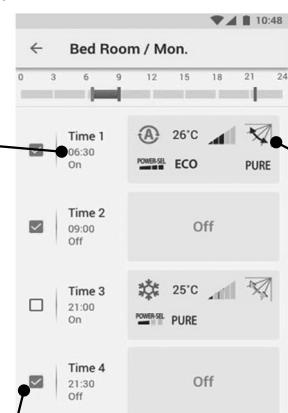 10:48
Bed Room / Mon.
0 3 6 9 12 15 18 21 24
Time 1
06:30
On
A 26°C
POWER-SEL ECO PURE
Time 2
09:00
Off
Off
Time 3
21:00
On
25°C
POWER-SEL PURE
Time 4
21:30
Off
Off